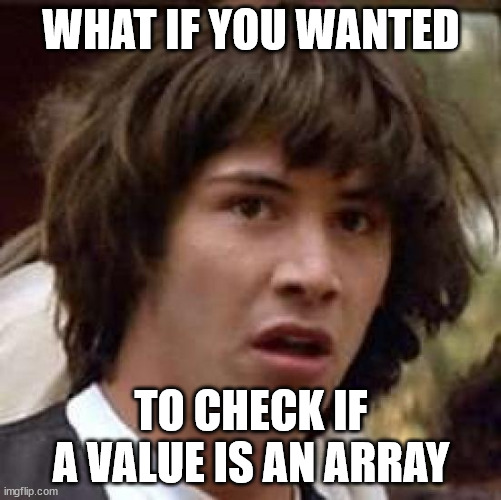 WHAT IF YOU WANTED
TO CHECK IF
A VALUE IS AN ARRAY
imgflip.com